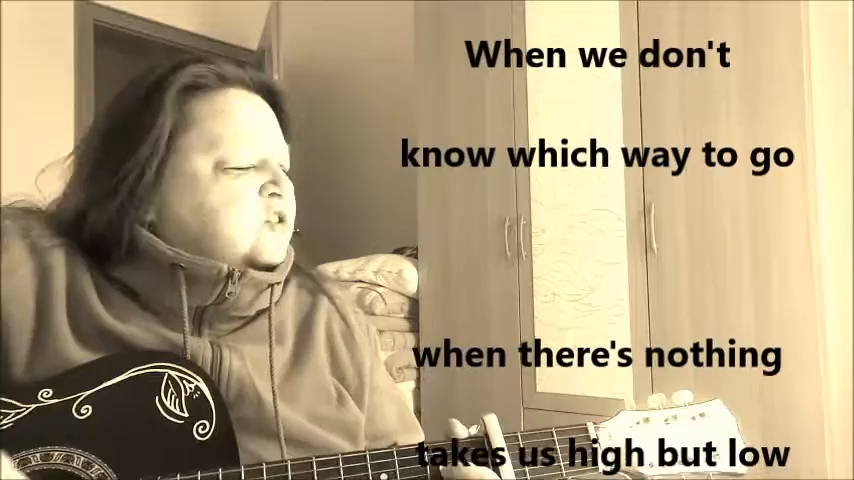 When we don't
know which way to go
when there's nothing
takes us high but low